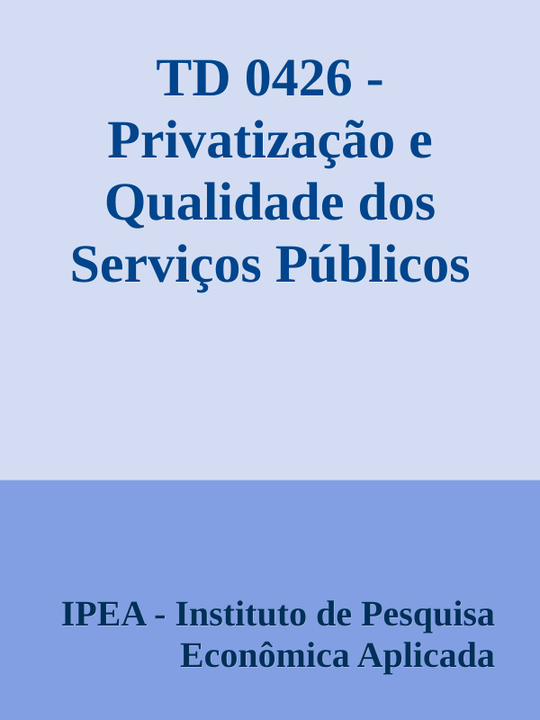 TD 0426 -
Privatização e
Qualidade dos
Serviços Públicos
IPEA - Instituto de Pesquisa
Econômica Aplicada